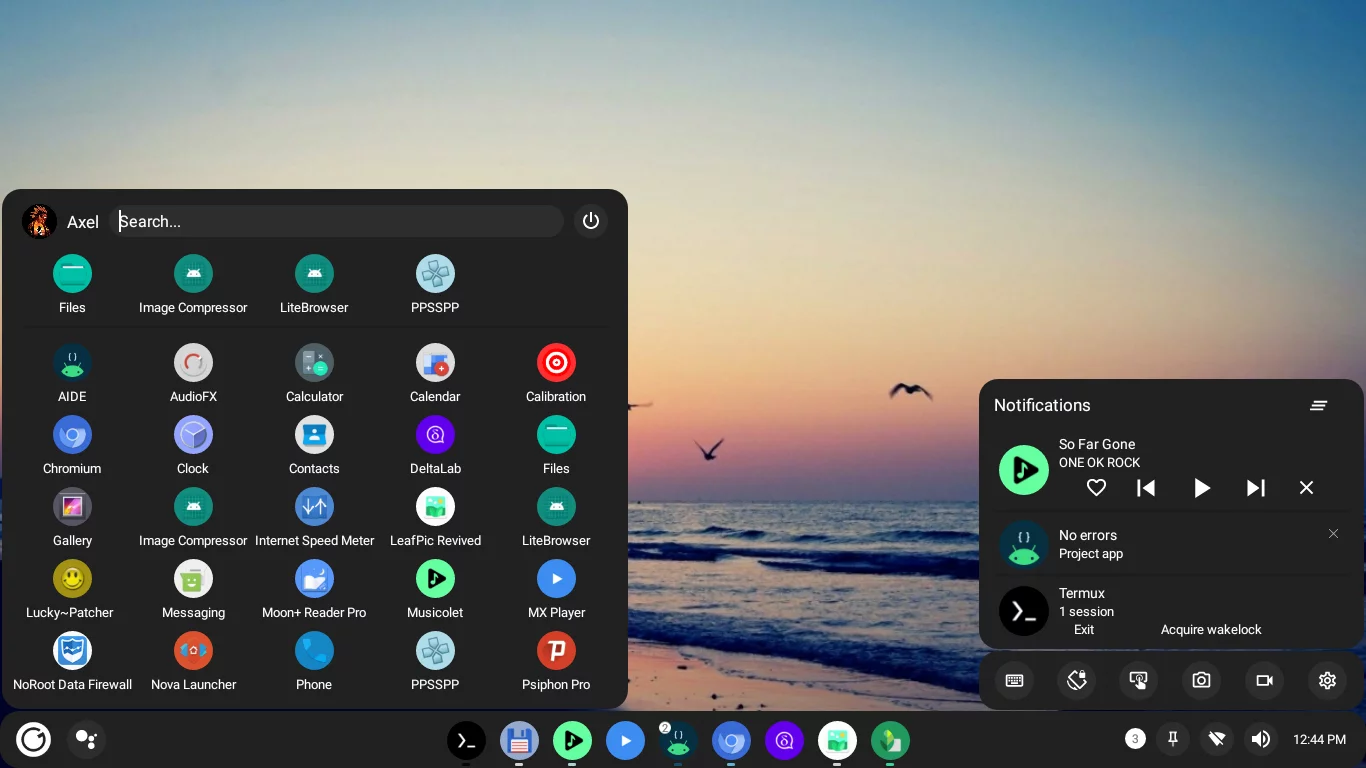 Axel
Search...
Files
Image Compressor
LiteBrowser
PPSSPP
AIDE
AudioFX
Calculator
Calendar
Calibration
Chromium
Clock
Contacts
DeltaLab
Files
Gallery
Image Compressor
Internet Speed Meter
LeafPic Revived
LiteBrowser
Lucky~Patcher
Messaging
Moon+ Reader Pro
Musicolet
MX Player
NoRoot Data Firewall
Nova Launcher
Phone
PPSSPP
Psiphon Pro
Notifications
So Far Gone
ONE OK ROCK
No errors
Project app
Termux
1 session
Exit
Acquire wakelock
2
3
12:44 PM